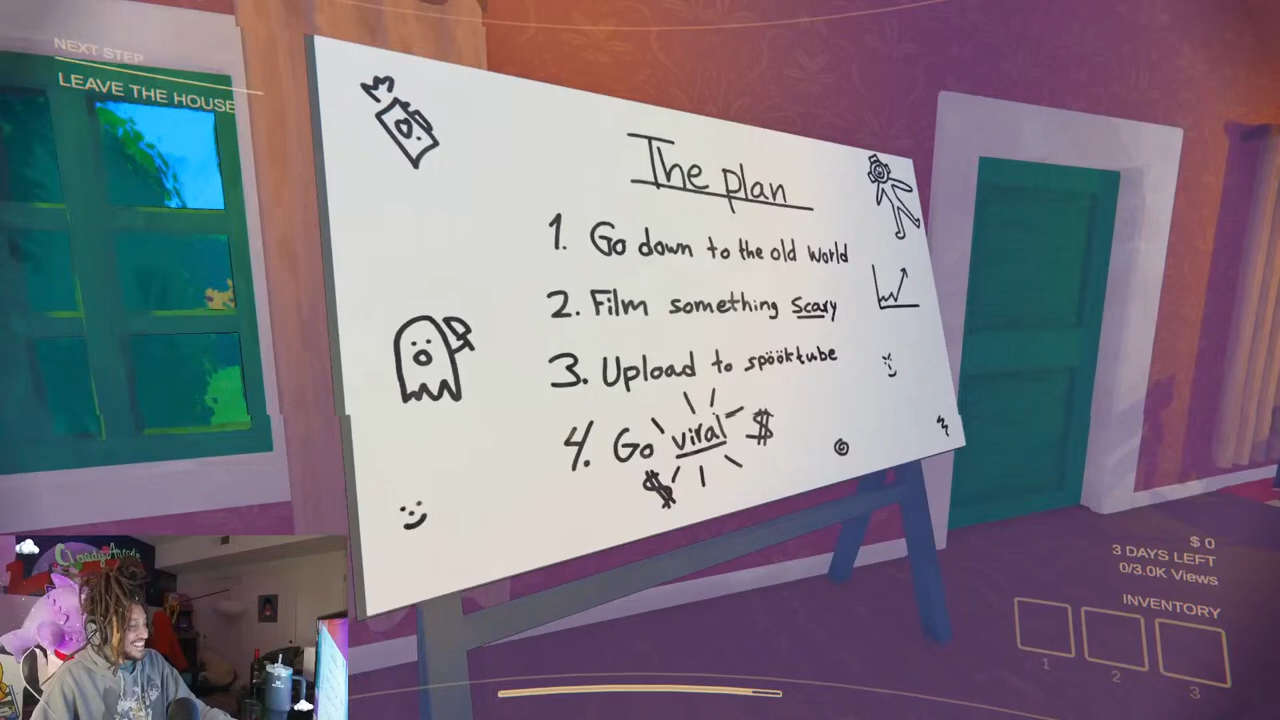 NEXT STEP
LEAVE THE HOUSE
The plan
1. Go down to the old world
2. Film something scary
3. Upload to spööktube
4. Go viral $
$
$ 0
3 DAYS LEFT
0/3.0K Views
INVENTORY
1 2 3
CloudyArcade